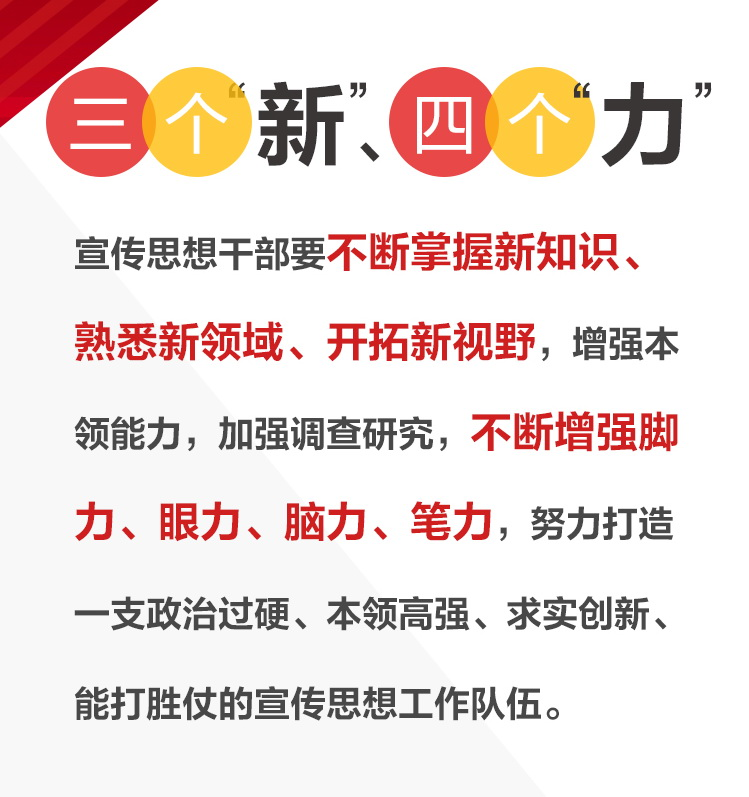 三个“新”、四个“力”
宣传思想干部要不断掌握新知识、
熟悉新领域、开拓新视野，增强本
领能力，加强调查研究，不断增强脚
力、眼力、脑力、笔力，努力打造
一支政治过硬、本领高强、求实创新、
能打胜仗的宣传思想工作队伍。